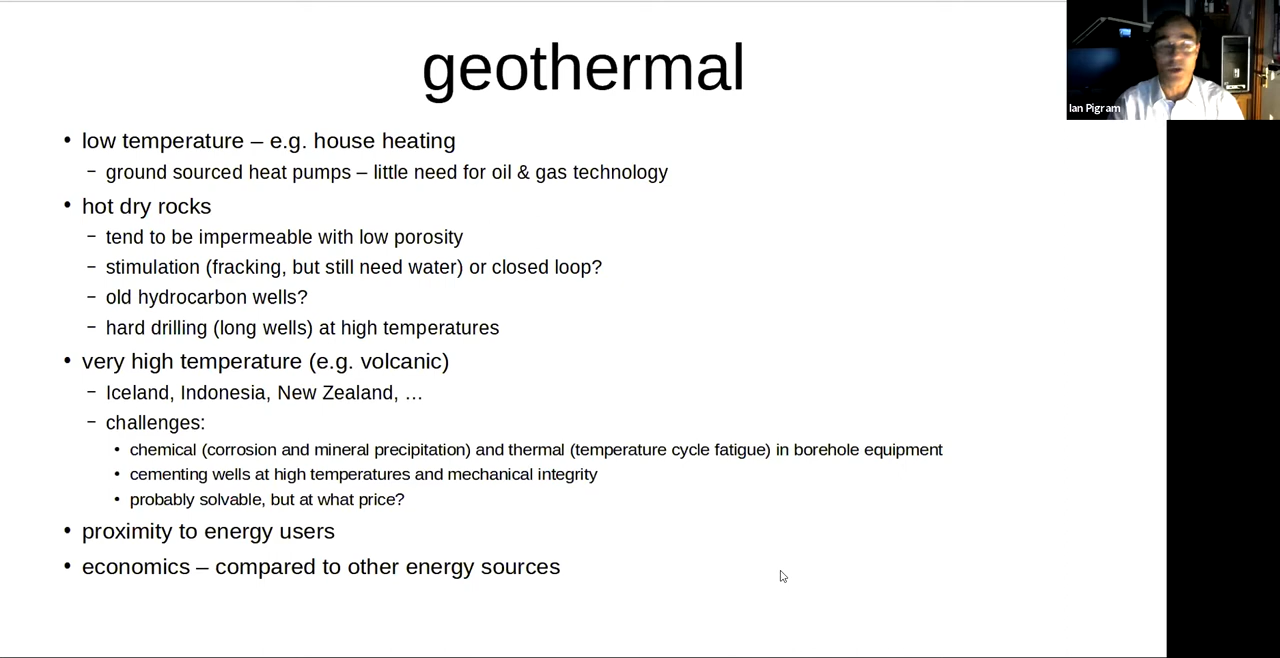 geothermal
Ian Pigram
• low temperature – e.g. house heating
– ground sourced heat pumps – little need for oil & gas technology
• hot dry rocks
– tend to be impermeable with low porosity
– stimulation (fracking, but still need water) or closed loop?
– old hydrocarbon wells?
– hard drilling (long wells) at high temperatures
• very high temperature (e.g. volcanic)
– Iceland, Indonesia, New Zealand, …
– challenges:
• chemical (corrosion and mineral precipitation) and thermal (temperature cycle fatigue) in borehole equipment
• cementing wells at high temperatures and mechanical integrity
• probably solvable, but at what price?
• proximity to energy users
• economics – compared to other energy sources